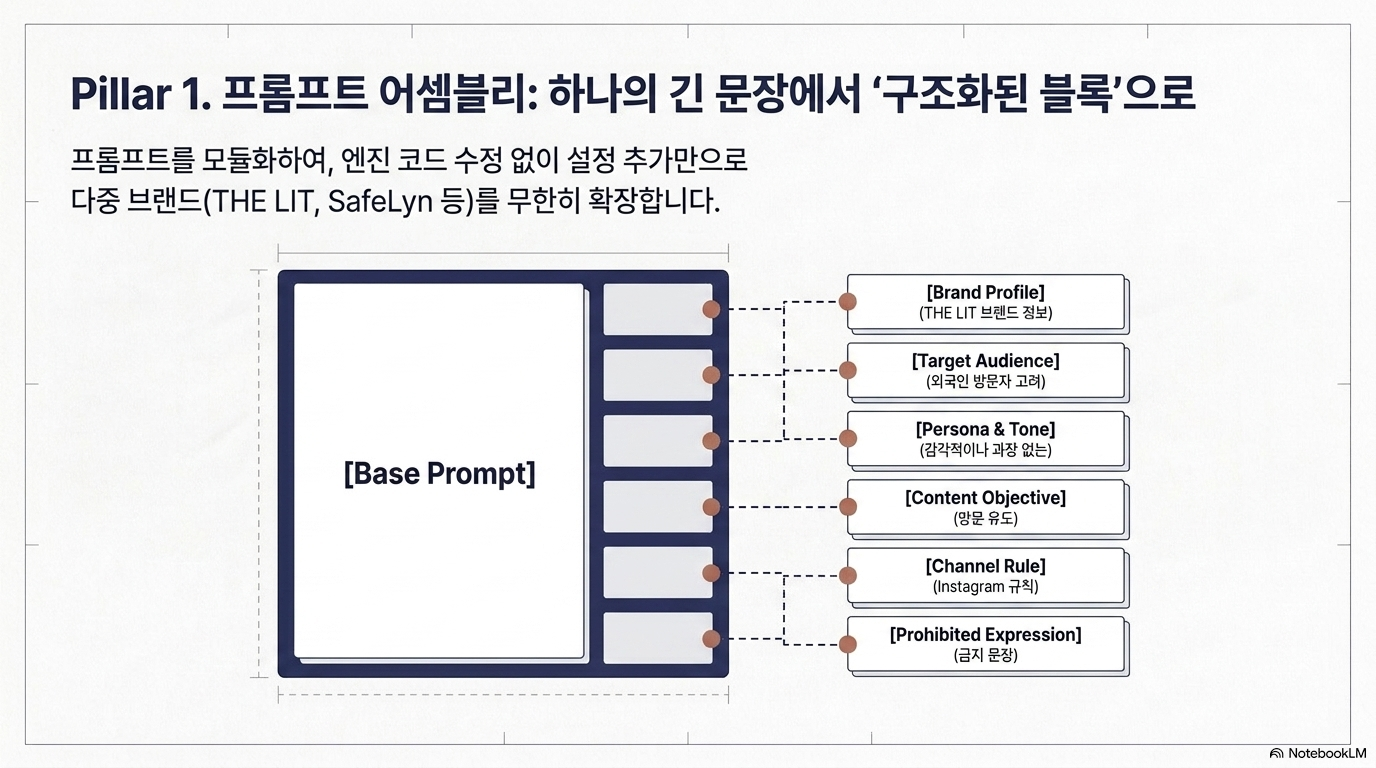 Pillar 1. 프롬프트 어셈블리: 하나의 긴 문장에서 ‘구조화된 블록’으로
프롬프트를 모듈화하여, 엔진 코드 수정 없이 설정 추가만으로
다중 브랜드(THE LIT, SafeLyn 등)를 무한히 확장합니다.
[Base Prompt]
[Brand Profile]
(THE LIT 브랜드 정보)
[Target Audience]
(외국인 방문자 고려)
[Persona & Tone]
(감각적이나 과장 없는)
[Content Objective]
(망문 유도)
[Channel Rule]
(Instagram 규칙)
[Prohibited Expression]
(금지 문장)
NotebookLM